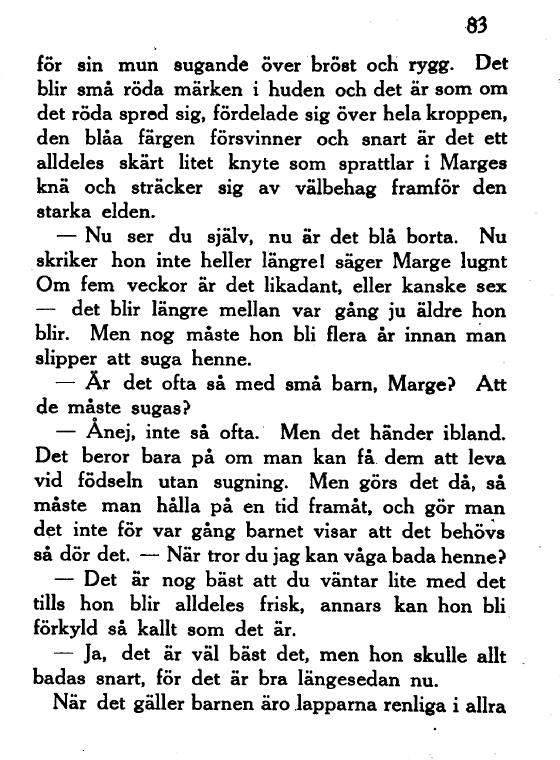 83
för sin mun sugande över bröst och rygg. Det
blir små röda märken i huden och det är som om
det röda spred sig, fördelade sig över hela kroppen,
den blåa färgen försvinner och snart är det ett
alldeles skärt litet knyte som sprattlar i Marges
knä och sträcker sig av välbehag framför den
starka elden.
— Nu ser du själv, nu är det blå borta. Nu
skriker hon inte heller längre! säger Marge lugnt
Om fem veckor är det likadant, eller kanske sex
— det blir längre mellan var gång ju äldre hon
blir. Men nog måste hon bli flera år innan man
slipper att suga henne.
— Är det ofta så med små barn, Marge? Att
de måste sugas?
— Ånej, inte så ofta. Men det händer ibland.
Det beror bara på om man kan få dem att leva
vid födseln utan sugning. Men görs det då, så
måste man hålla på en tid framåt, och gör man
det inte för var gång barnet visar att det behövs
så dör det. — När tror du jag kan våga bada henne?
— Det är nog bäst att du väntar lite med det
tills hon blir alldeles frisk, annars kan hon bli
förkyld så kallt som det är.
— Ja, det är väl bäst det, men hon skulle allt
badas snart, för det är bra längesedan nu.
När det gäller barnen äro lapparna renliga i allra